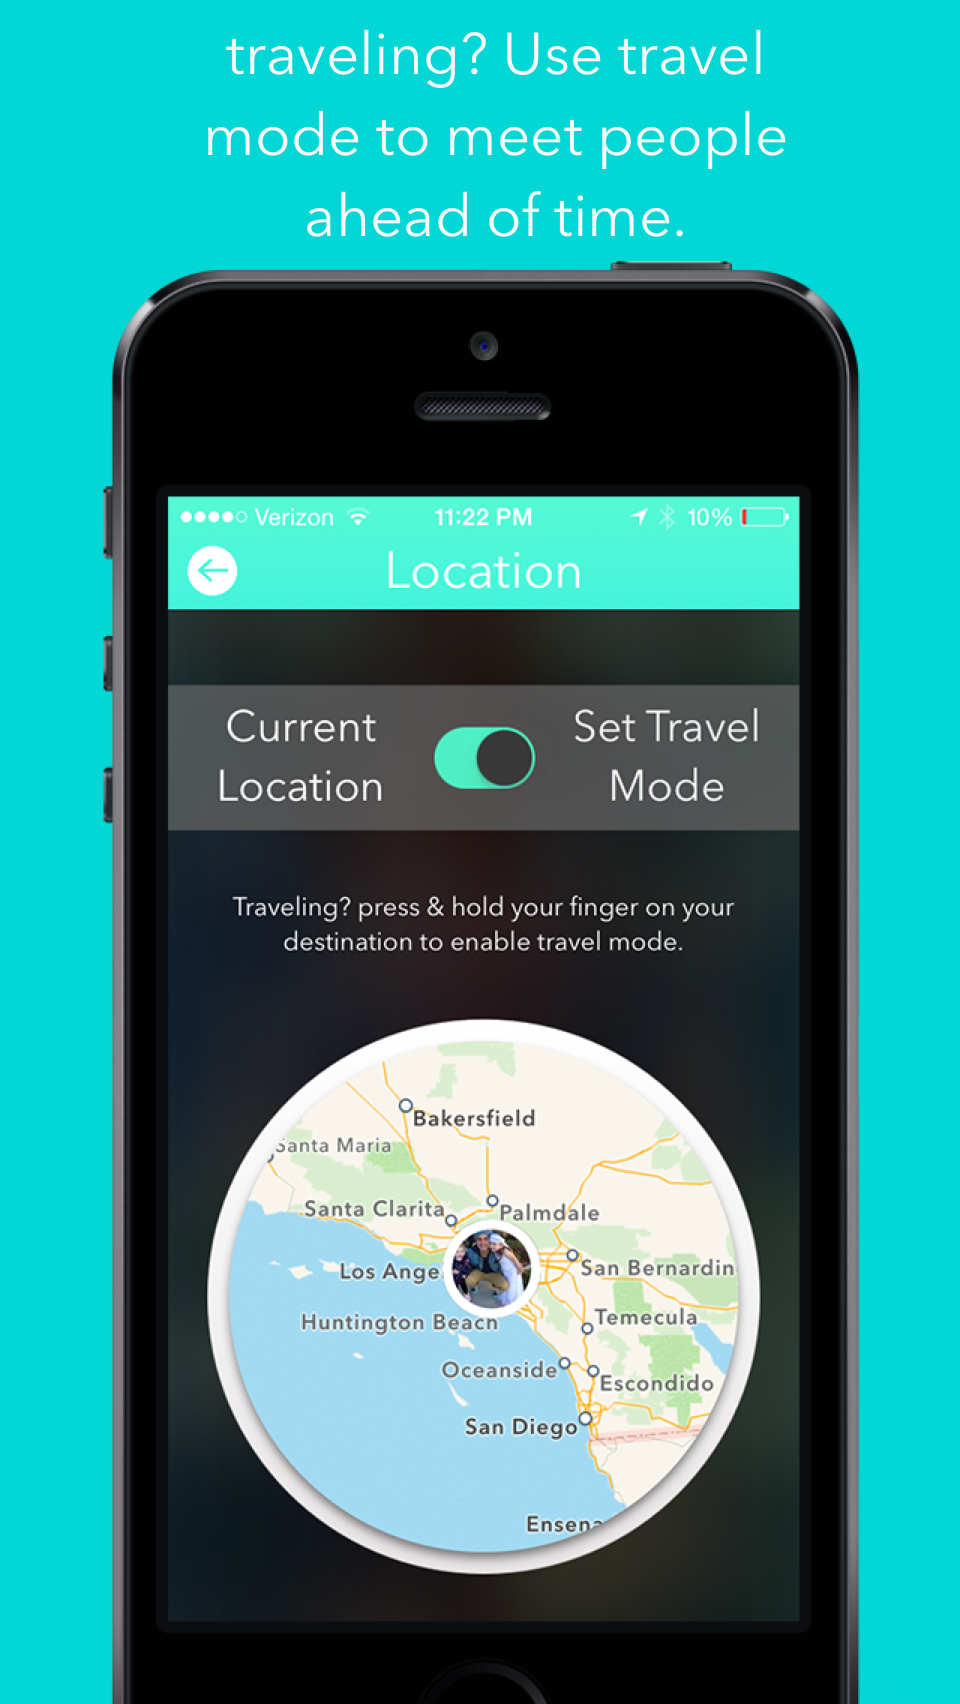 traveling? Use travel
mode to meet people
ahead of time.
Verizon
11:22 PM
10%
Location
Current
Location
Set Travel
Mode
Traveling? press & hold your finger on your
destination to enable travel mode.
Bakersfield
Santa Maria
Santa Clarita
Palmdale
Los Ange
San Bernardin
Huntington Beach
Temecula
Oceanside
Escondido
San Diego
Ensena